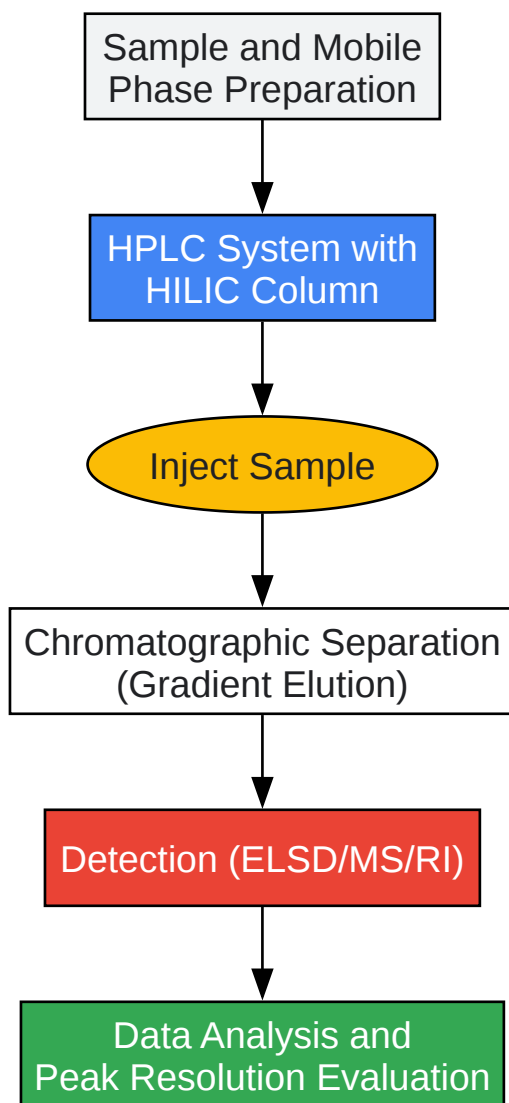 Sample and Mobile
Phase Preparation
HPLC System with
HILIC Column
Inject Sample
Chromatographic Separation
(Gradient Elution)
Detection (ELSD/MS/RI)
Data Analysis and
Peak Resolution Evaluation